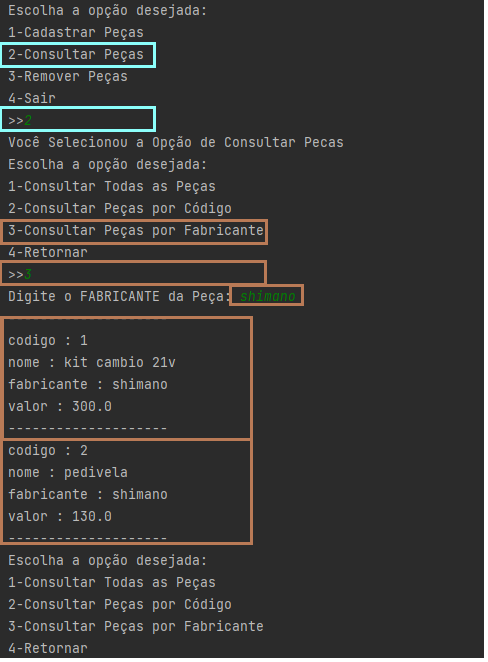 Escolha a opção desejada:
1-Cadastrar Peças
2-Consultar Peças
3-Remover Peças
4-Sair
>>2
Você Selecionou a Opção de Consultar Pecas
Escolha a opção desejada:
1-Consultar Todas as Peças
2-Consultar Peças por Código
3-Consultar Peças por Fabricante
4-Retornar
>>3
Digite o FABRICANTE da Peça: shimano
--------------------
codigo : 1
nome : kit cambio 21v
fabricante : shimano
valor : 300.0
--------------------
codigo : 2
nome : pedivela
fabricante : shimano
valor : 130.0
--------------------
Escolha a opção desejada:
1-Consultar Todas as Peças
2-Consultar Peças por Código
3-Consultar Peças por Fabricante
4-Retornar